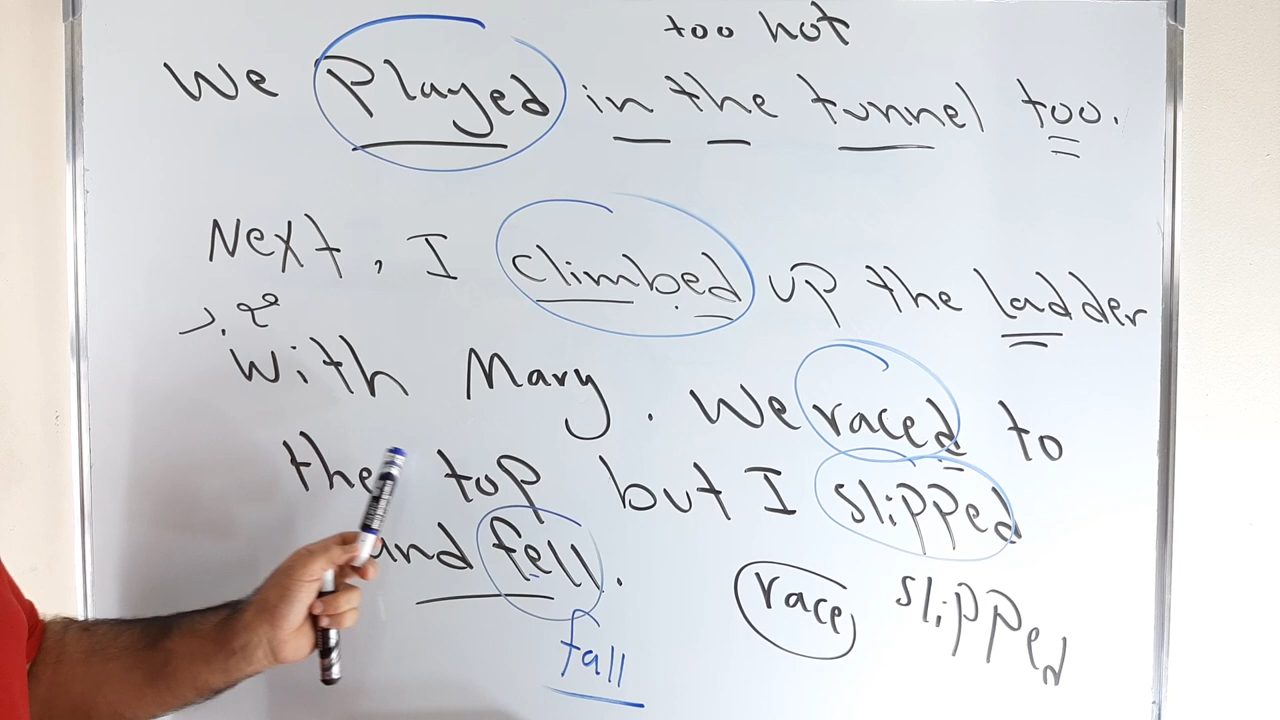 too hot
We Played in the tunnel too.
Next, I climbed up the ladder
with Mary. We raced to
the top but I slipped
and fell.
race slipped
fall